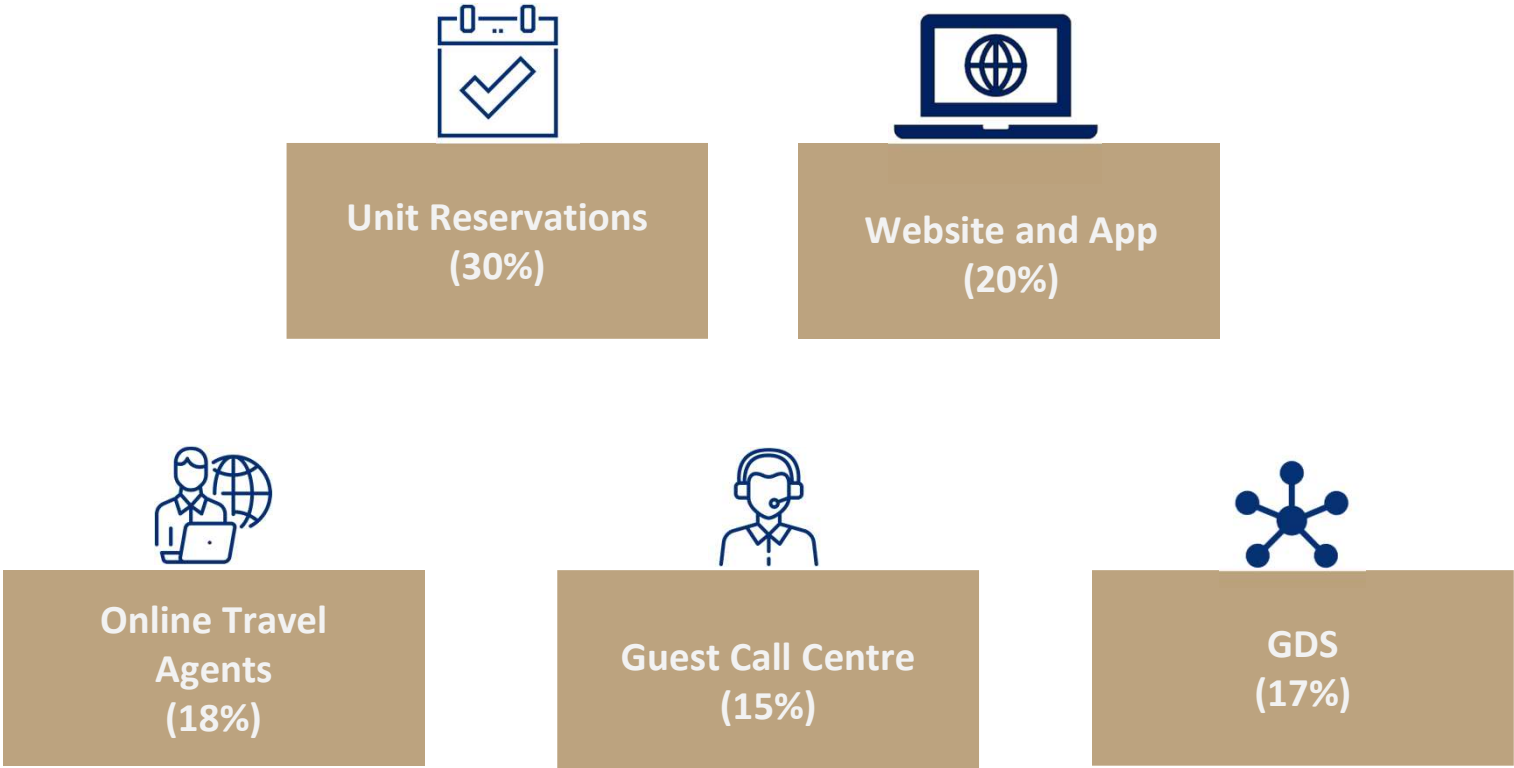 Unit Reservations
(30%)
Website and App
(20%)
Online Travel
Agents
(18%)
Guest Call Centre
(15%)
GDS
(17%)